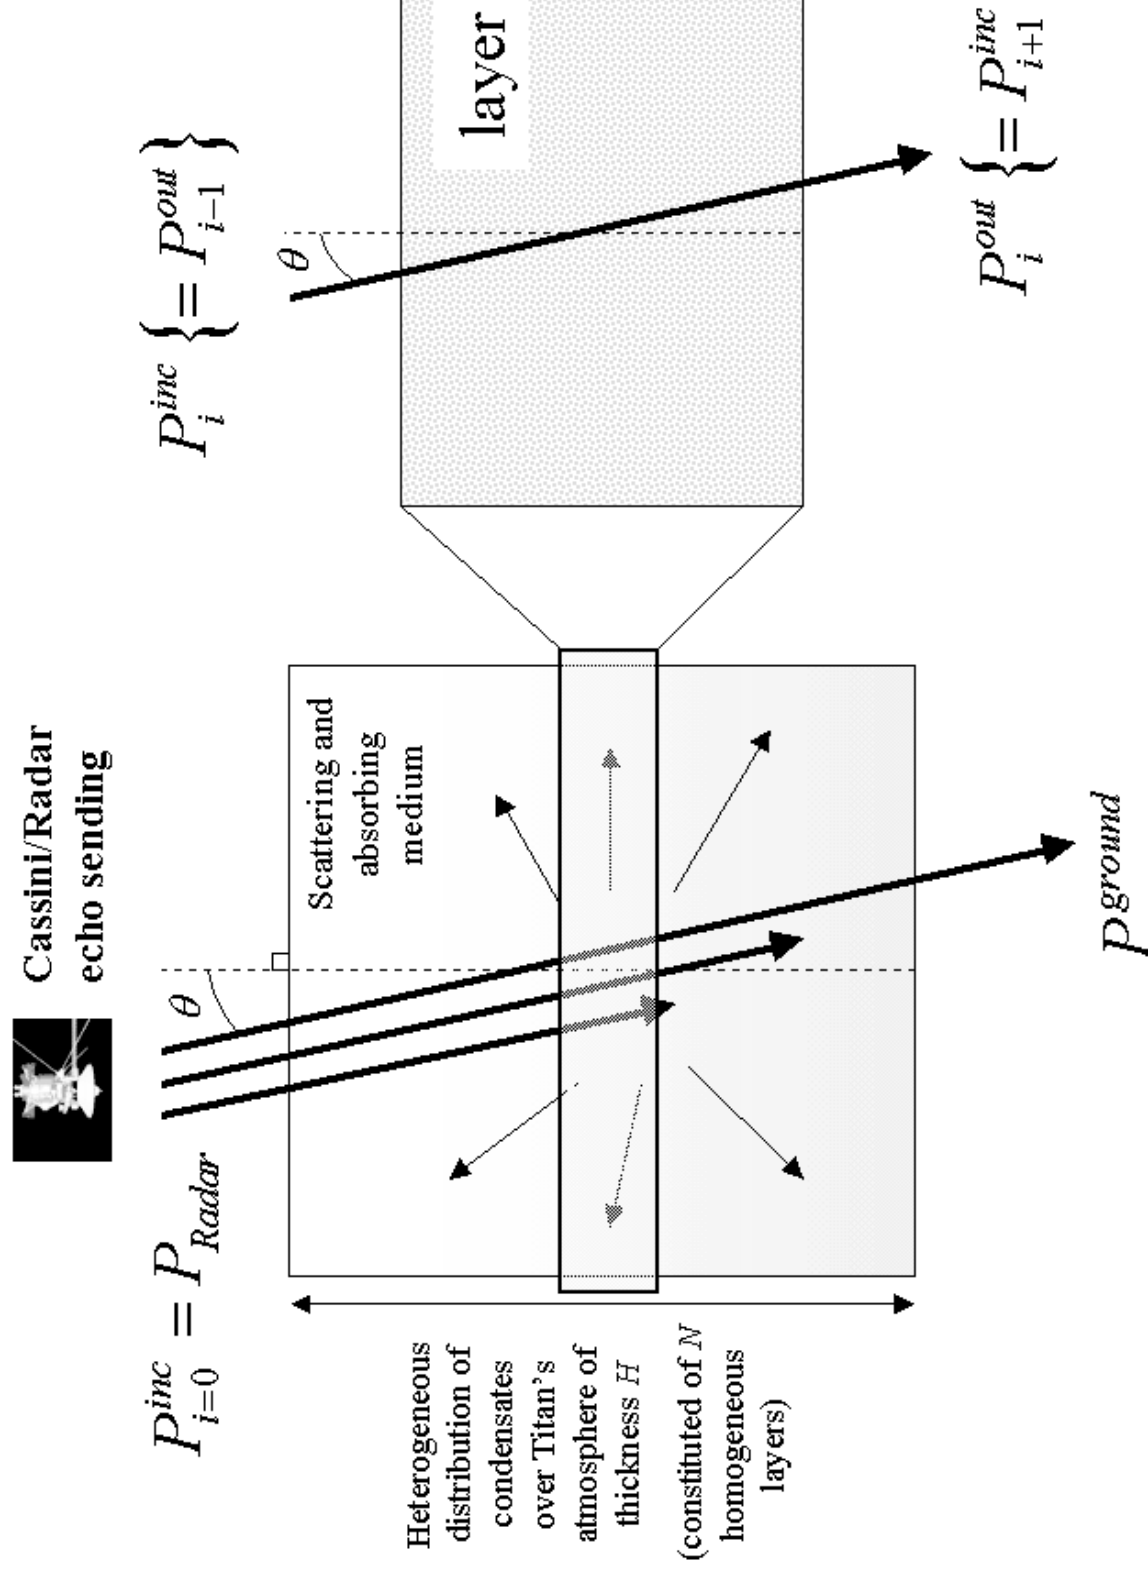 Cassini/Radar
echo sending
P_{i=0}^{inc} = P_{Radar}
θ
Scattering and
absorbing
medium
Heterogeneous
distribution of
condensates
over Titan's
atmosphere of
thickness H
(constituted of N
homogeneous
layers)
P^{ground}
P_i^{inc} {= P_{i-1}^{out}}
θ
layer
P_i^{out} {= P_{i+1}^{inc}